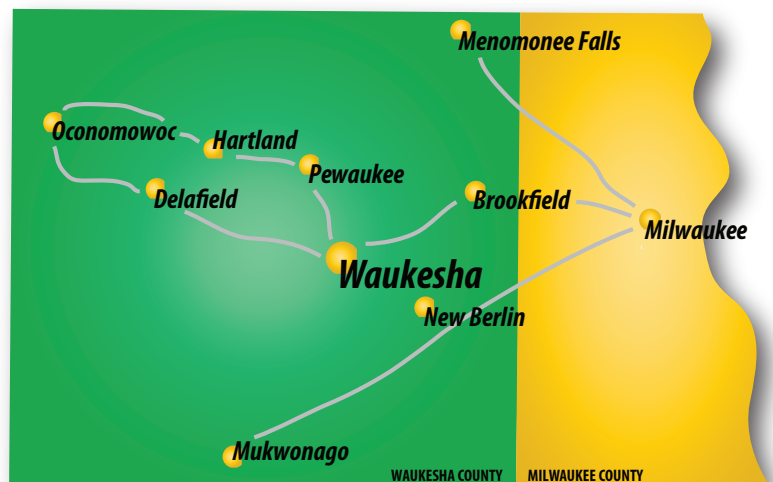 Menomonee Falls
Oconomowoc
Hartland
Pewaukee
Delafield
Brookfield
Milwaukee
Waukesha
New Berlin
Mukwonago
WAUKESHA COUNTY
MILWAUKEE COUNTY